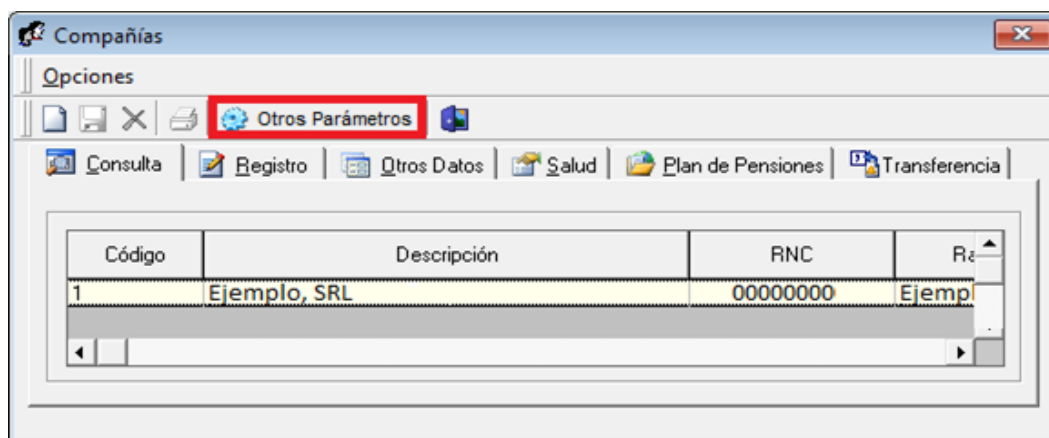 Compañías
Opciones
Otros Parámetros
Consulta Registro Otros Datos Salud Plan de Pensiones Transferencia
Código Descripción RNC
1 Ejemplo, SRL 00000000